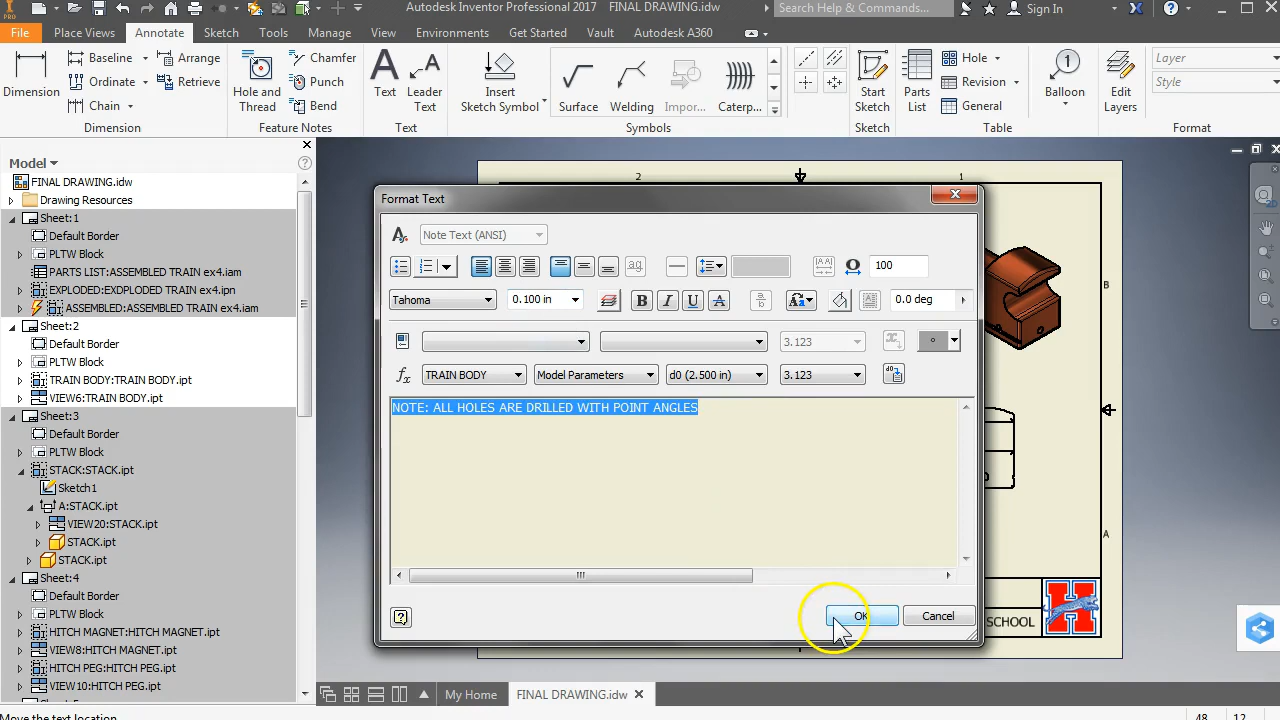 PRO
Autodesk Inventor Professional 2017 FINAL DRAWING.idw
Search Help & Commands...
Sign In
File Place Views Annotate Sketch Tools Manage View Environments Get Started Vault Autodesk A360
Dimension
Baseline
Ordinate
Chain
Arrange
Retrieve
Dimension
Hole and Thread
Chamfer
Punch
Bend
Feature Notes
Text
Leader Text
Text
Insert Sketch Symbol
Surface
Welding
Impor...
Caterp...
Symbols
Start Sketch
Sketch
Parts List
Hole
Revision
General
Balloon
Table
Edit Layers
Layer
Style
Format
Model
FINAL DRAWING.idw
Drawing Resources
Sheet:1
Default Border
PLTW Block
PARTS LIST:ASSEMBLED TRAIN ex4.iam
EXPLODED:EXPLODED TRAIN ex4.ipn
ASSEMBLED:ASSEMBLED TRAIN ex4.iam
Sheet:2
Default Border
PLTW Block
TRAIN BODY:TRAIN BODY.ipt
VIEW6:TRAIN BODY.ipt
Sheet:3
Default Border
PLTW Block
STACK:STACK.ipt
Sketch1
A:STACK.ipt
VIEW20:STACK.ipt
STACK.ipt
STACK.ipt
Sheet:4
Default Border
PLTW Block
HITCH MAGNET:HITCH MAGNET.ipt
VIEW8:HITCH MAGNET.ipt
HITCH PEG:HITCH PEG.ipt
VIEW10:HITCH PEG.ipt
2 1
B
A
SCHOOL
H
Format Text
Note Text (ANSI)
100
Tahoma 0.100 in B I U A Aa 0.0 deg
3.123
fx TRAIN BODY Model Parameters d0 (2.500 in) 3.123
NOTE: ALL HOLES ARE DRILLED WITH POINT ANGLES
OK Cancel
My Home FINAL DRAWING.idw
Move the text location
48 12